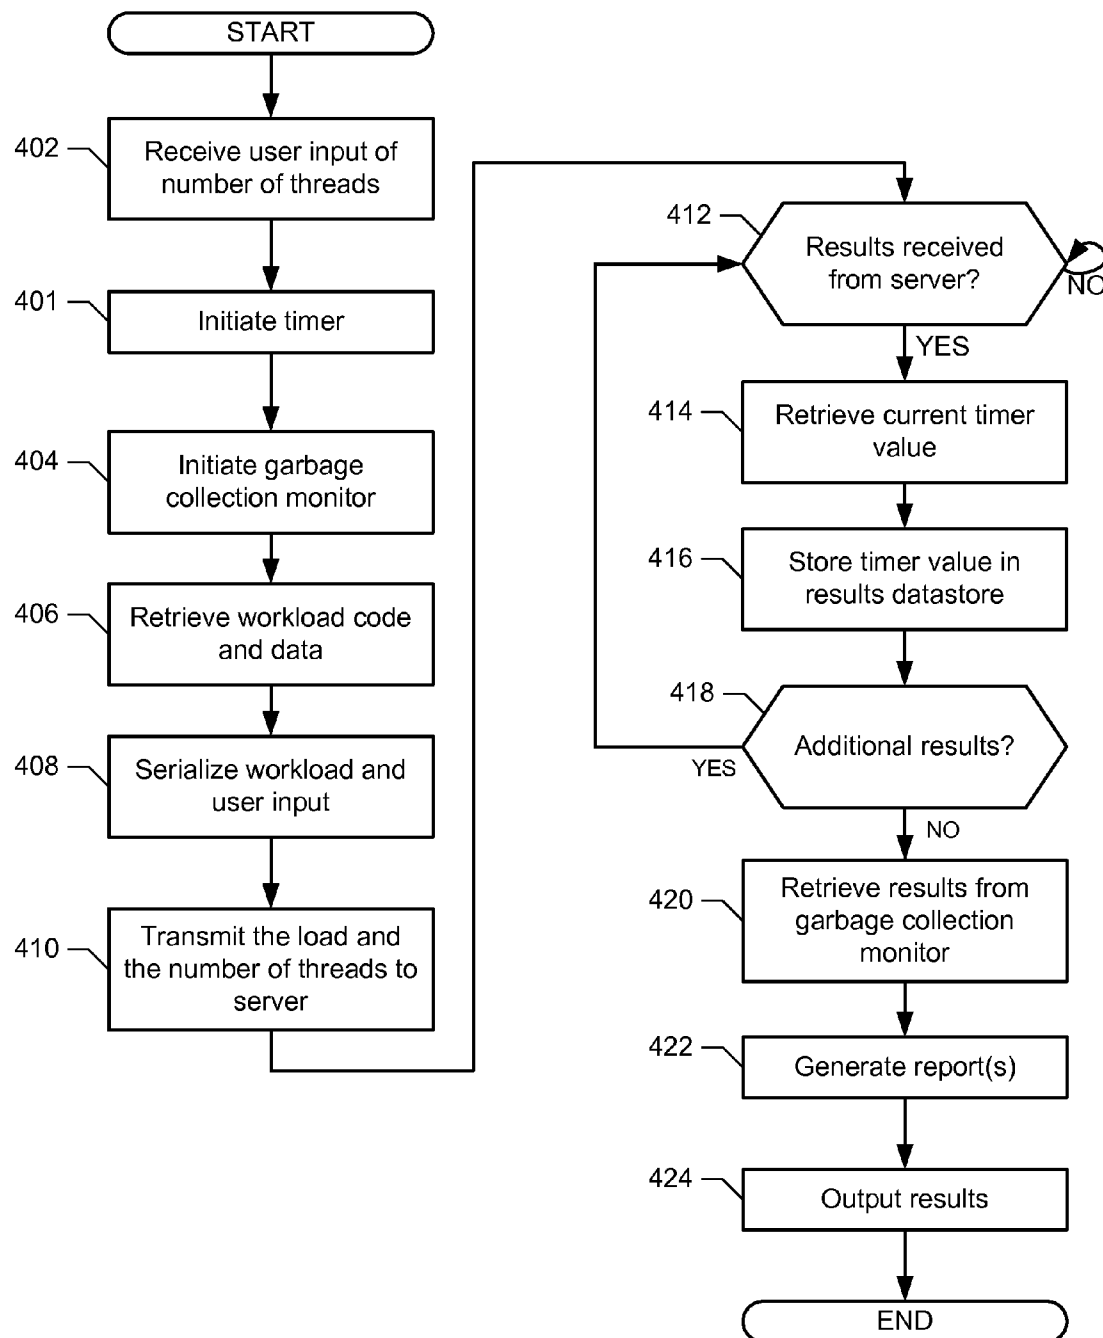 START
402
Receive user input of
number of threads
401
Initiate timer
404
Initiate garbage
collection monitor
406
Retrieve workload code
and data
408
Serialize workload and
user input
410
Transmit the load and
the number of threads to
server
412
Results received
from server?
NO
YES
414
Retrieve current timer
value
416
Store timer value in
results datastore
418
Additional results?
YES
NO
420
Retrieve results from
garbage collection
monitor
422
Generate report(s)
424
Output results
END